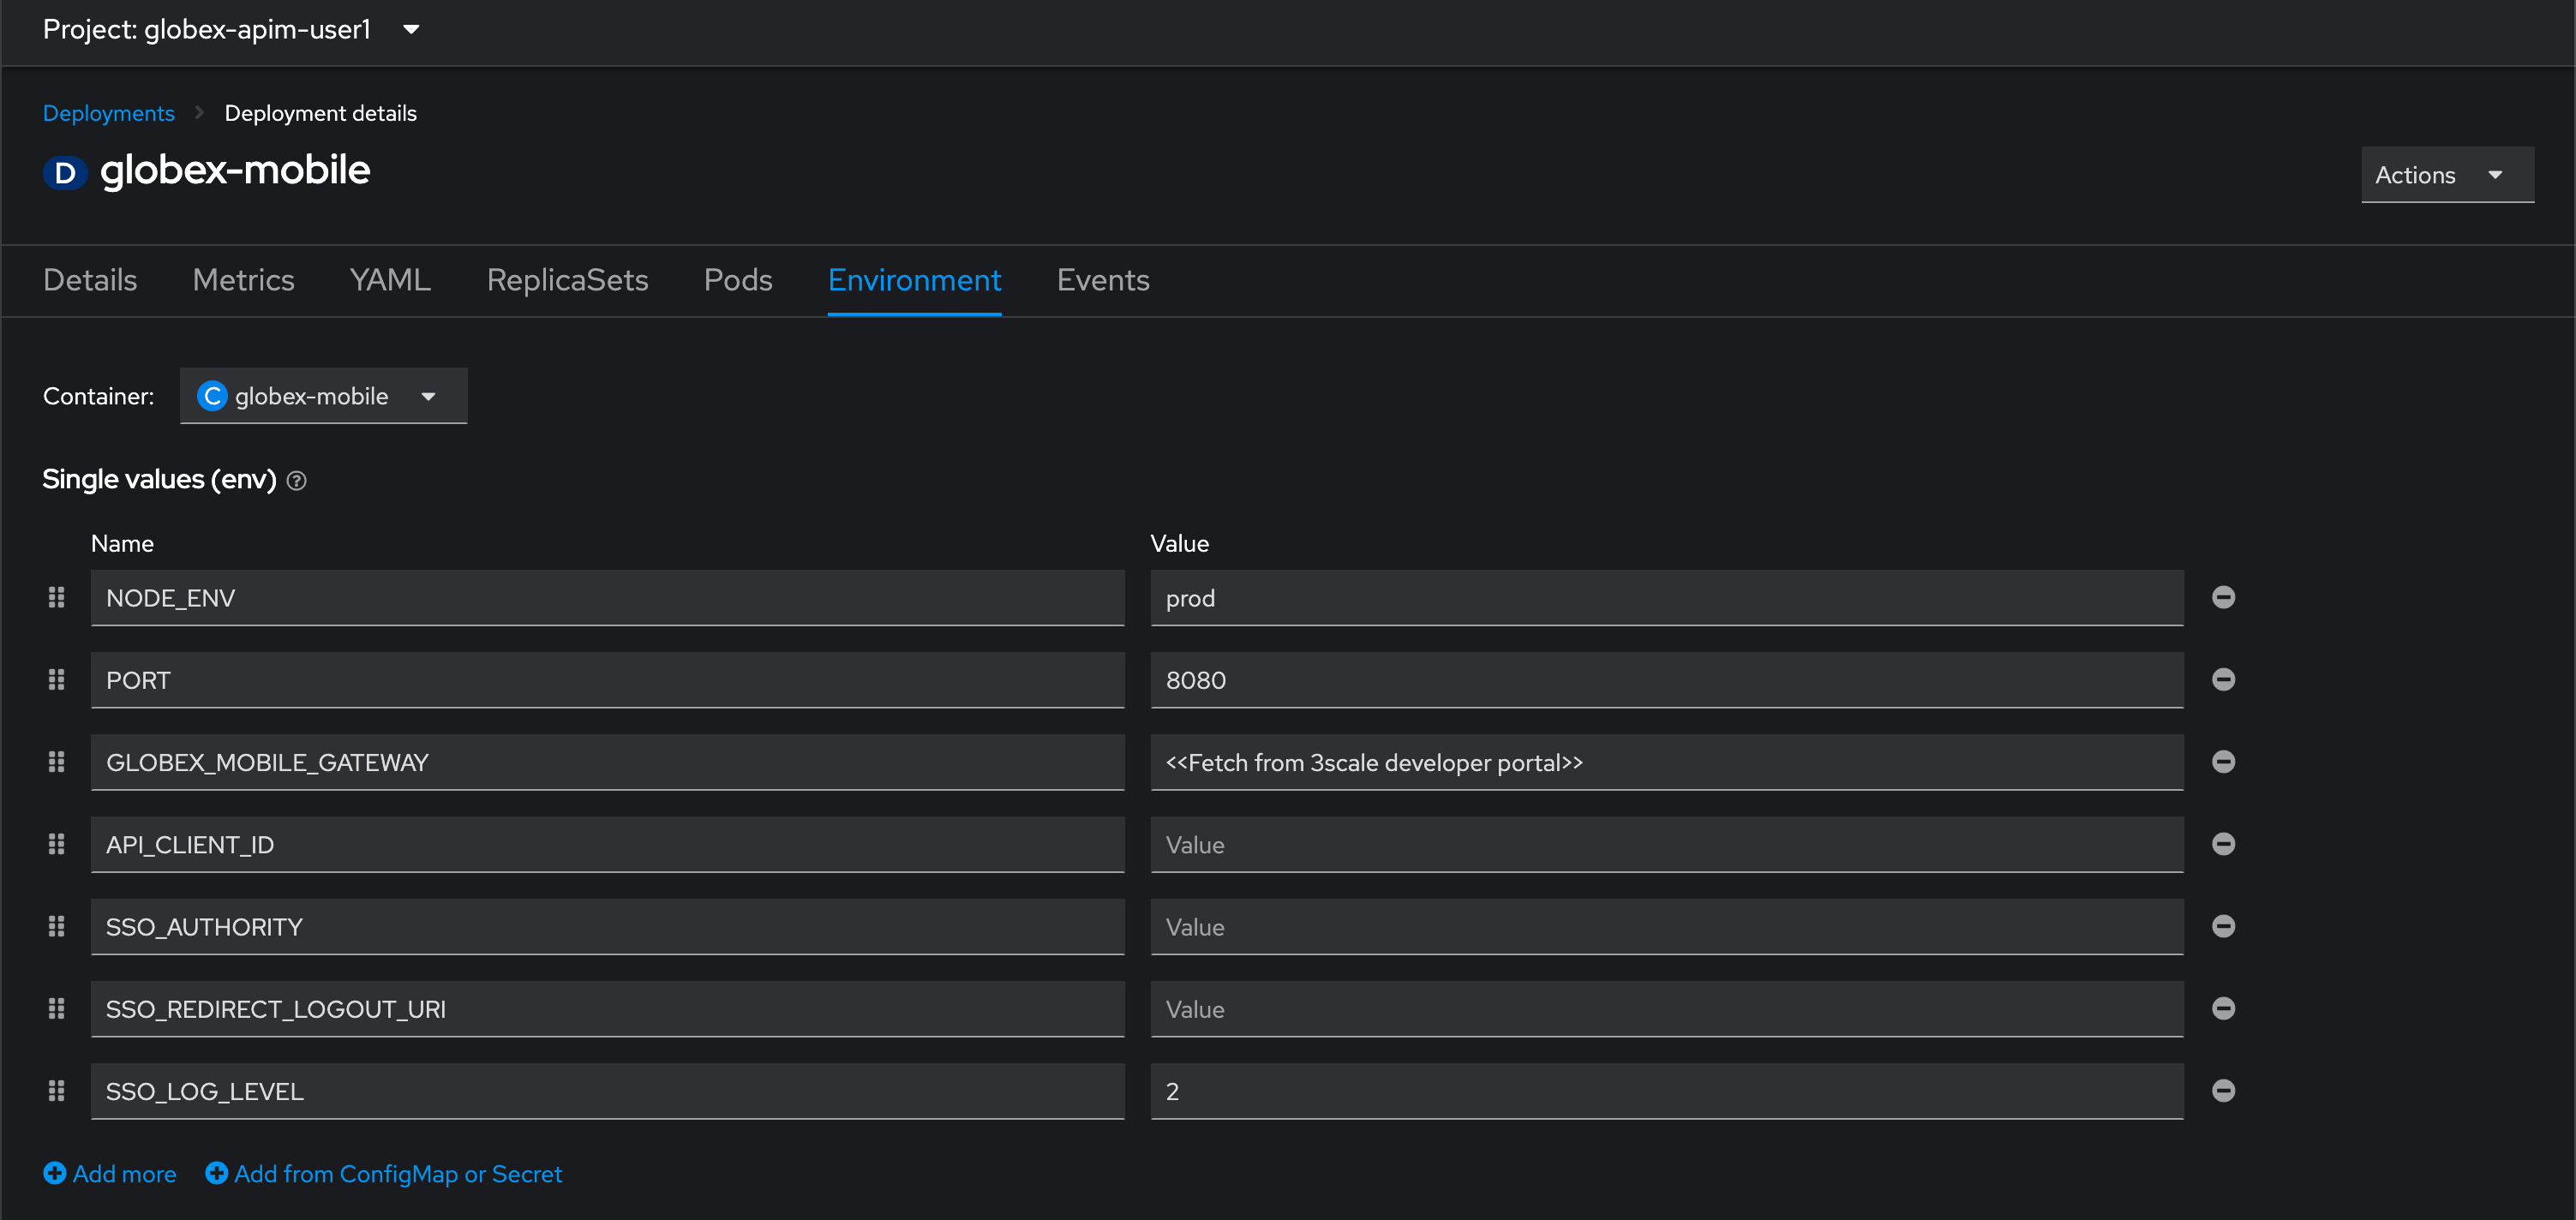 Project: globex-apim-user1
Deployments Deployment details
D globex-mobile
Actions
Details Metrics YAML ReplicaSets Pods Environment Events
Container: C globex-mobile
Single values (env)
Name Value
NODE_ENV prod
PORT 8080
GLOBEX_MOBILE_GATEWAY <<Fetch from 3scale developer portal>>
API_CLIENT_ID Value
SSO_AUTHORITY Value
SSO_REDIRECT_LOGOUT_URI Value
SSO_LOG_LEVEL 2
Add more Add from ConfigMap or Secret